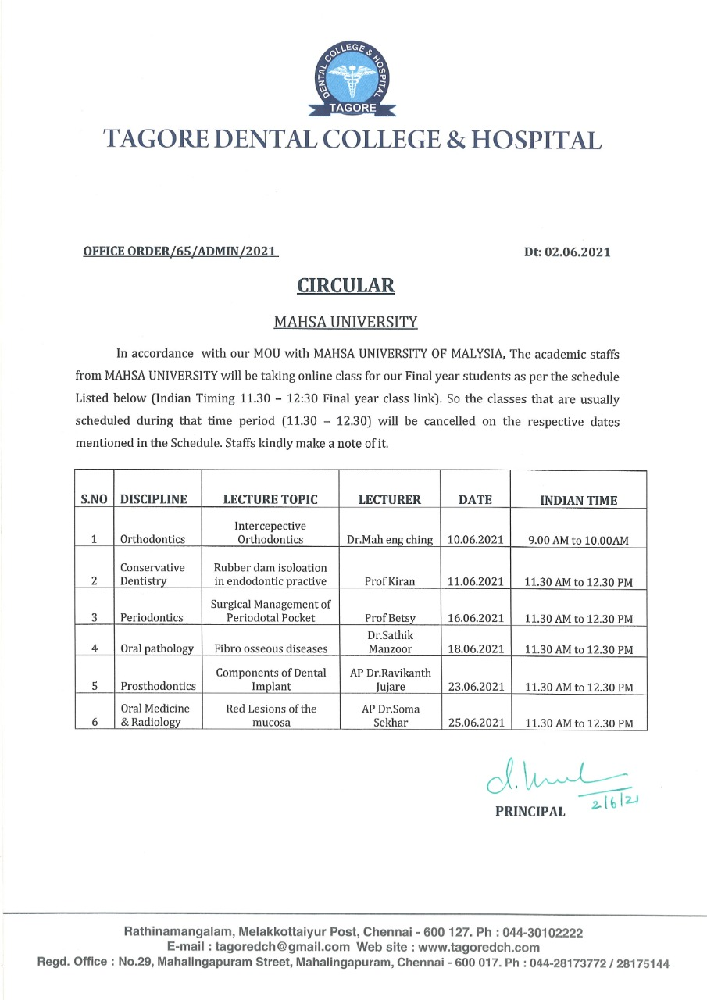 DENTAL COLLEGE & HOSPITAL
TAGORE
TAGORE DENTAL COLLEGE & HOSPITAL
OFFICE ORDER/65/ADMIN/2021 Dt: 02.06.2021
CIRCULAR
MAHSA UNIVERSITY
In accordance with our MOU with MAHSA UNIVERSITY OF MALYSIA, The academic staffs
from MAHSA UNIVERSITY will be taking online class for our Final year students as per the schedule
Listed below (Indian Timing 11.30 – 12:30 Final year class link). So the classes that are usually
scheduled during that time period (11.30 – 12.30) will be cancelled on the respective dates
mentioned in the Schedule. Staffs kindly make a note of it.
S.NO DISCIPLINE LECTURE TOPIC LECTURER DATE INDIAN TIME
Intercepective
1 Orthodontics Orthodontics Dr.Mah eng ching 10.06.2021 9.00 AM to 10.00AM
Conservative Rubber dam isoloation
2 Dentistry in endodontic practive Prof Kiran 11.06.2021 11.30 AM to 12.30 PM
Surgical Management of
3 Periodontics Periodotal Pocket Prof Betsy 16.06.2021 11.30 AM to 12.30 PM
Dr.Sathik
4 Oral pathology Fibro osseous diseases Manzoor 18.06.2021 11.30 AM to 12.30 PM
Components of Dental AP Dr.Ravikanth
5 Prosthodontics Implant Jujare 23.06.2021 11.30 AM to 12.30 PM
Oral Medicine Red Lesions of the AP Dr.Soma
6 & Radiology mucosa Sekhar 25.06.2021 11.30 AM to 12.30 PM
2/6/21
PRINCIPAL
Rathinamangalam, Melakkottaiyur Post, Chennai - 600 127. Ph : 044-30102222
E-mail : tagoredch@gmail.com Web site : www.tagoredch.com
Regd. Office : No.29, Mahalingapuram Street, Mahalingapuram, Chennai - 600 017. Ph : 044-28173772 / 28175144